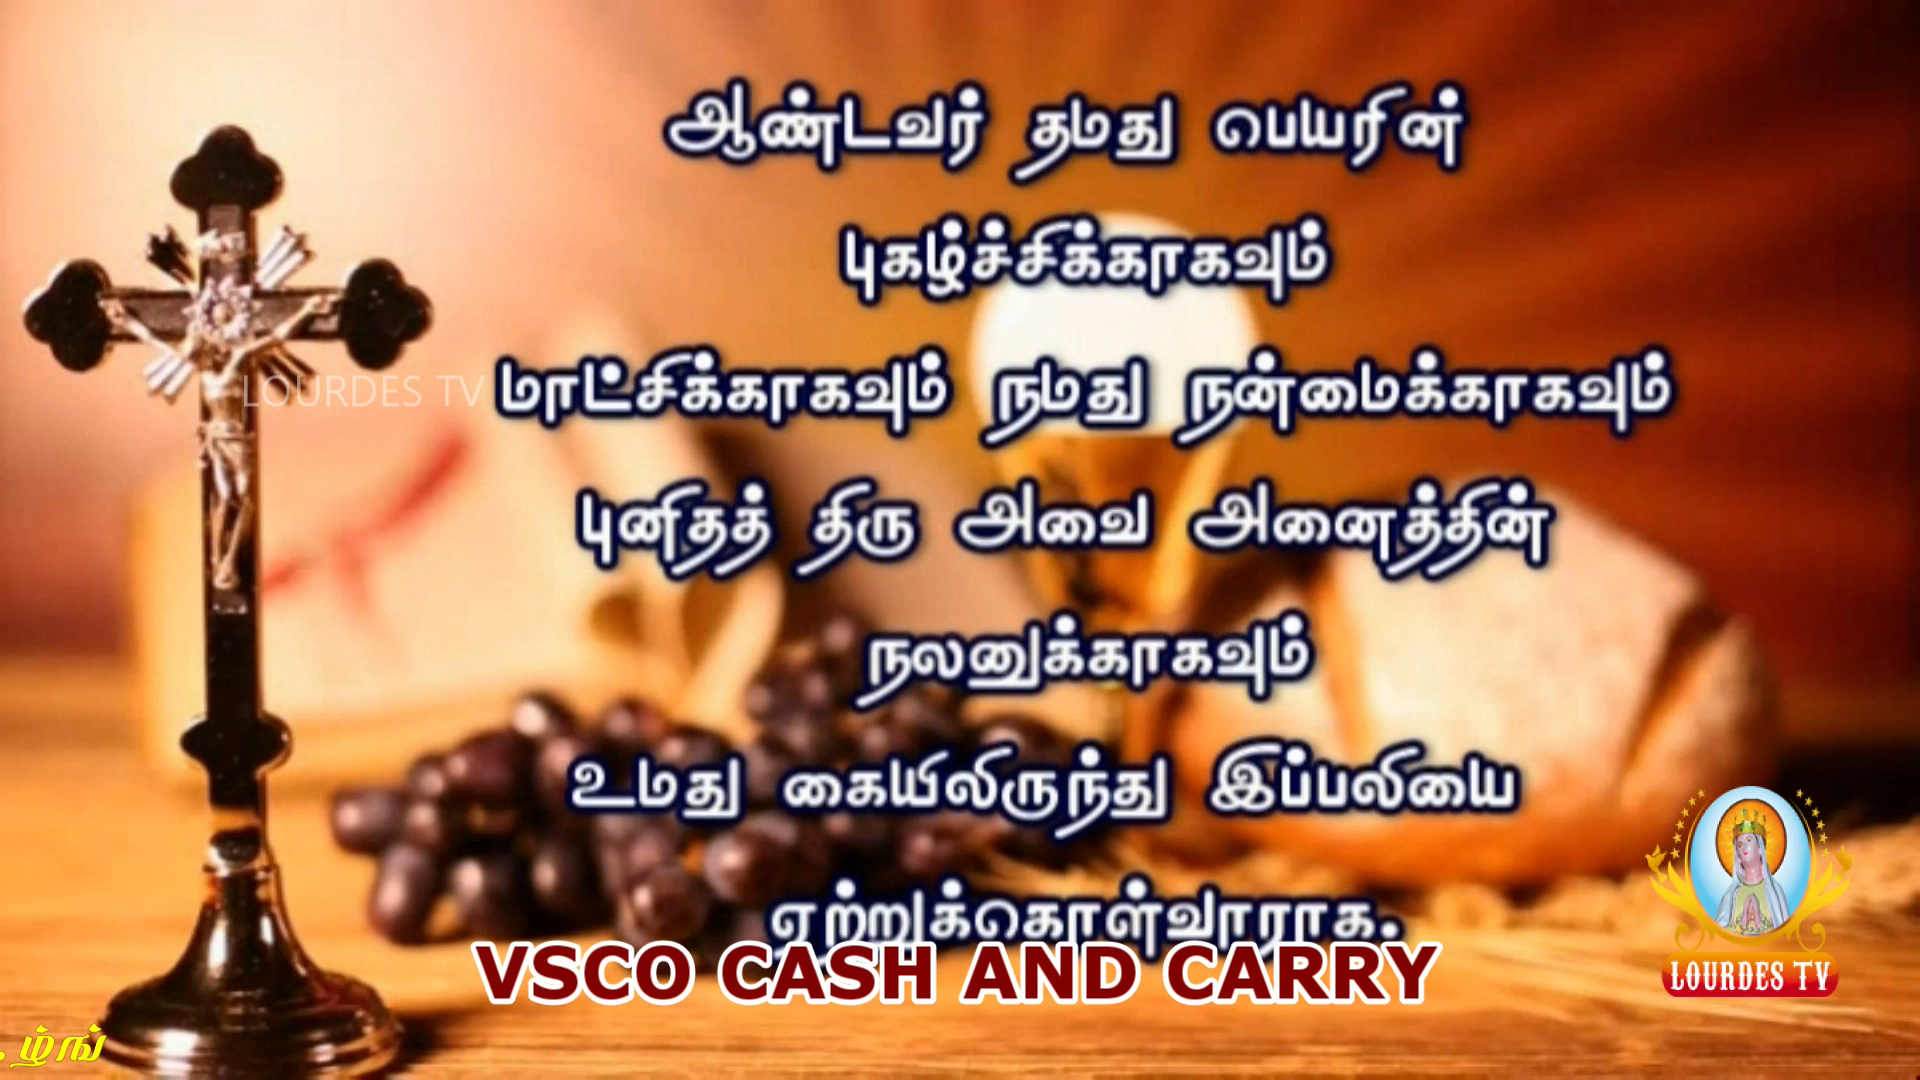 ஆண்டவர் தமது பெயரின்
புகழ்ச்சிக்காகவும்
LOURDES TV
மாட்சிக்காகவும் நமது நன்மைக்காகவும்
புனிதத் திரு அவை அனைத்தின்
நலனுக்காகவும்
உமது கையிலிருந்து இப்பலியை
ஏற்றுக்கொள்வாராக.
VSCO CASH AND CARRY
LOURDES TV